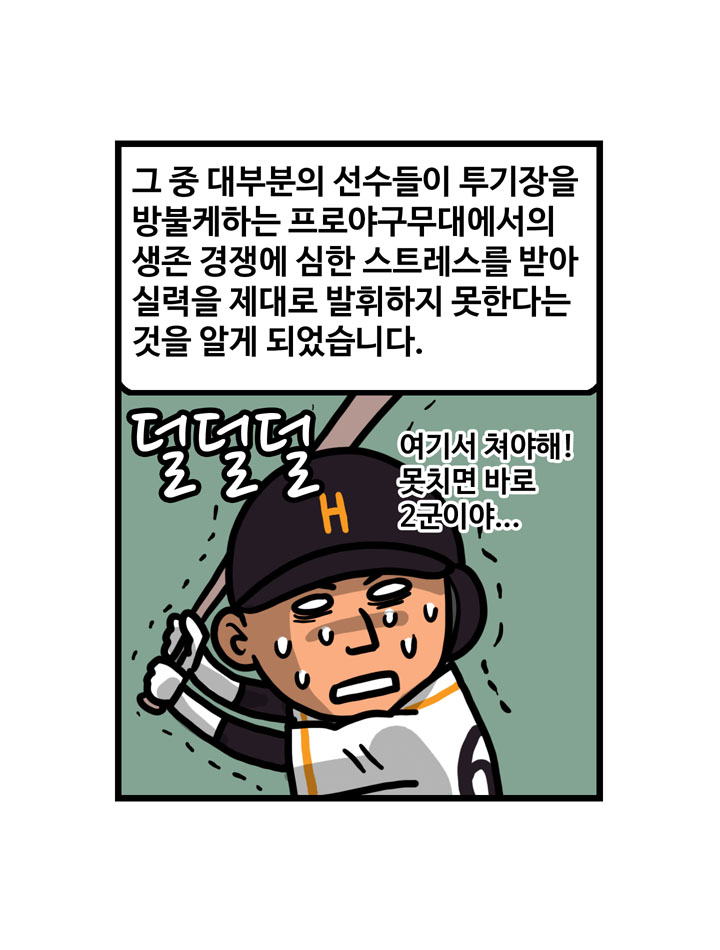 그 중 대부분의 선수들이 투기장을
방불케하는 프로야구무대에서의
생존 경쟁에 심한 스트레스를 받아
실력을 제대로 발휘하지 못한다는
것을 알게 되었습니다.
덜덜덜
여기서 쳐야해!
못치면 바로
2군이야...
H